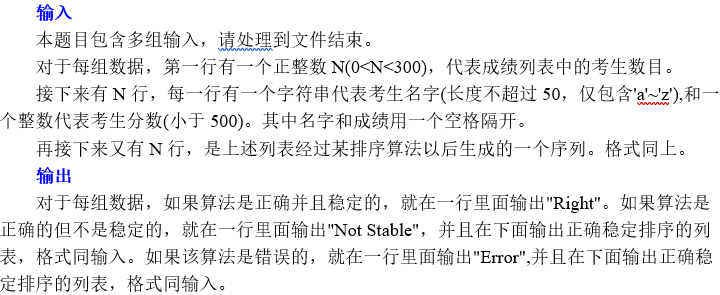 输入
本题目包含多组输入，请处理到文件结束。
对于每组数据，第一行有一个正整数 N(0<N<300)，代表成绩列表中的考生数目。
接下来有 N 行，每一行有一个字符串代表考生名字(长度不超过 50，仅包含'a'~'z'),和一
个整数代表考生分数(小于 500)。其中名字和成绩用一个空格隔开。
再接下来又有 N 行，是上述列表经过某排序算法以后生成的一个序列。格式同上。
输出
对于每组数据，如果算法是正确并且稳定的，就在一行里面输出"Right"。如果算法是
正确的但不是稳定的，就在一行里面输出"Not Stable"，并且在下面输出正确稳定排序的列
表，格式同输入。如果该算法是错误的，就在一行里面输出"Error",并且在下面输出正确稳
定排序的列表，格式同输入。